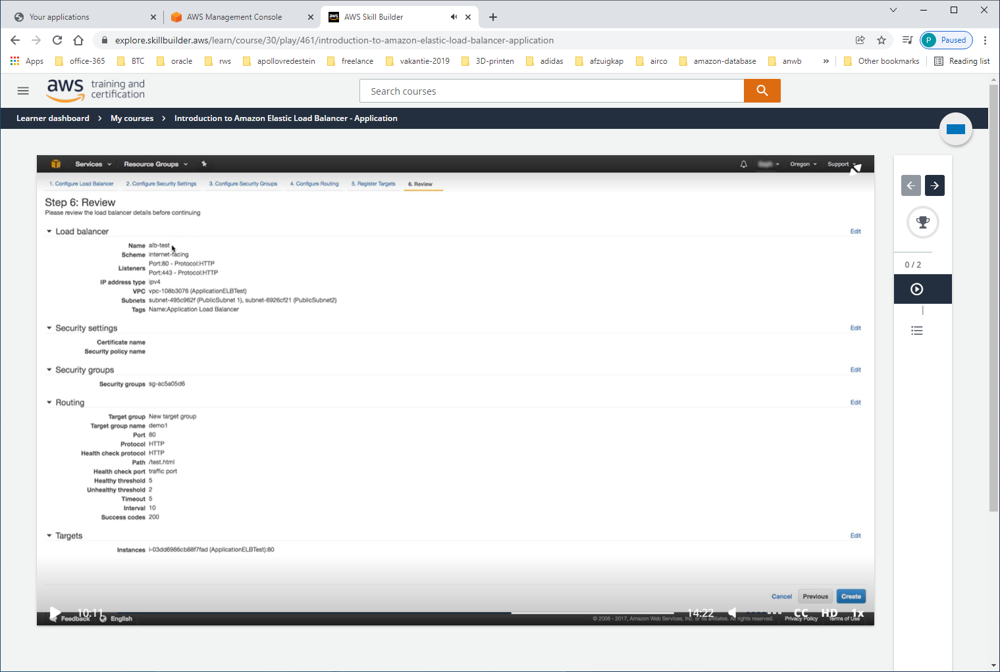 Your applications
AWS Management Console
AWS Skill Builder
explore.skillbuilder.aws/learn/course/30/play/461/introduction-to-amazon-elastic-load-balancer-application
P Paused
Apps office-365 BTC oracle rws apollovredestein freelance vakantie-2019 3D-printen adidas afzuigkap airco amazon-database anwb » Other bookmarks Reading list
aws training and
certification
Search courses
Learner dashboard > My courses > Introduction to Amazon Elastic Load Balancer - Application
Services Resource Groups Oregon Support
1. Configure Load Balancer 2. Configure Security Settings 3. Configure Security Groups 4. Configure Routing 5. Register Targets 6. Review
Step 6: Review
Please review the load balancer details before continuing
Load balancer Edit
Name alb-test
Scheme internet-facing
Listeners Port:80 - Protocol:HTTP
Port:443 - Protocol:HTTP
IP address type ipv4
VPC vpc-108b3076 (ApplicationELBTest)
Subnets subnet-495c962f (PublicSubnet 1), subnet-6926cf21 (PublicSubnet2)
Tags Name:Application Load Balancer
Security settings Edit
Certificate name
Security policy name
Security groups Edit
Security groups sg-ac5a05d6
Routing Edit
Target group New target group
Target group name demo1
Port 80
Protocol HTTP
Health check protocol HTTP
Path /test.html
Health check port traffic port
Healthy threshold 5
Unhealthy threshold 2
Timeout 5
Interval 10
Success codes 200
Targets Edit
Instances i-03dd6986cb88f7fad (ApplicationELBTest):80
Cancel Previous Create
10:11 14:22 CC HD 1x
Feedback English © 2008 - 2017, Amazon Web Services, Inc. or its affiliates. All rights reserved. Privacy Policy Terms of Use
0 / 2